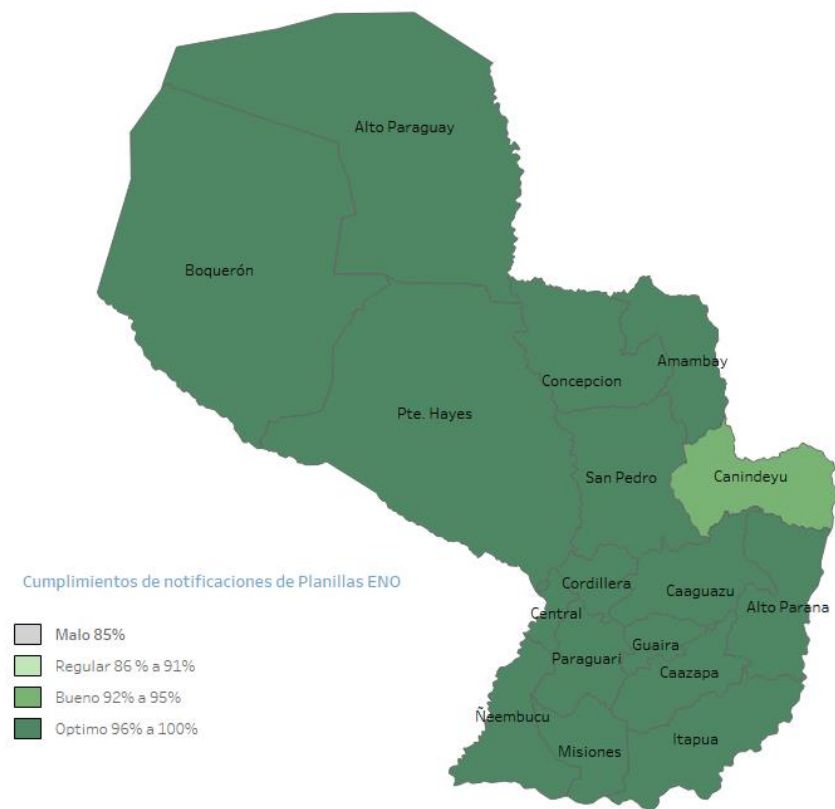 Alto Paraguay
Boquerón
Amambay
Concepcion
Pte. Hayes
San Pedro
Canindeyu
Cumplimientos de notificaciones de Planillas ENO
Cordillera
Caaguazu
Alto Parana
Central
Malo 85%
Guaira
Paraguari
Regular 86 % a 91%
Caazapa
Bueno 92% a 95%
Ñeembucu
Optimo 96% a 100%
Itapua
Misiones